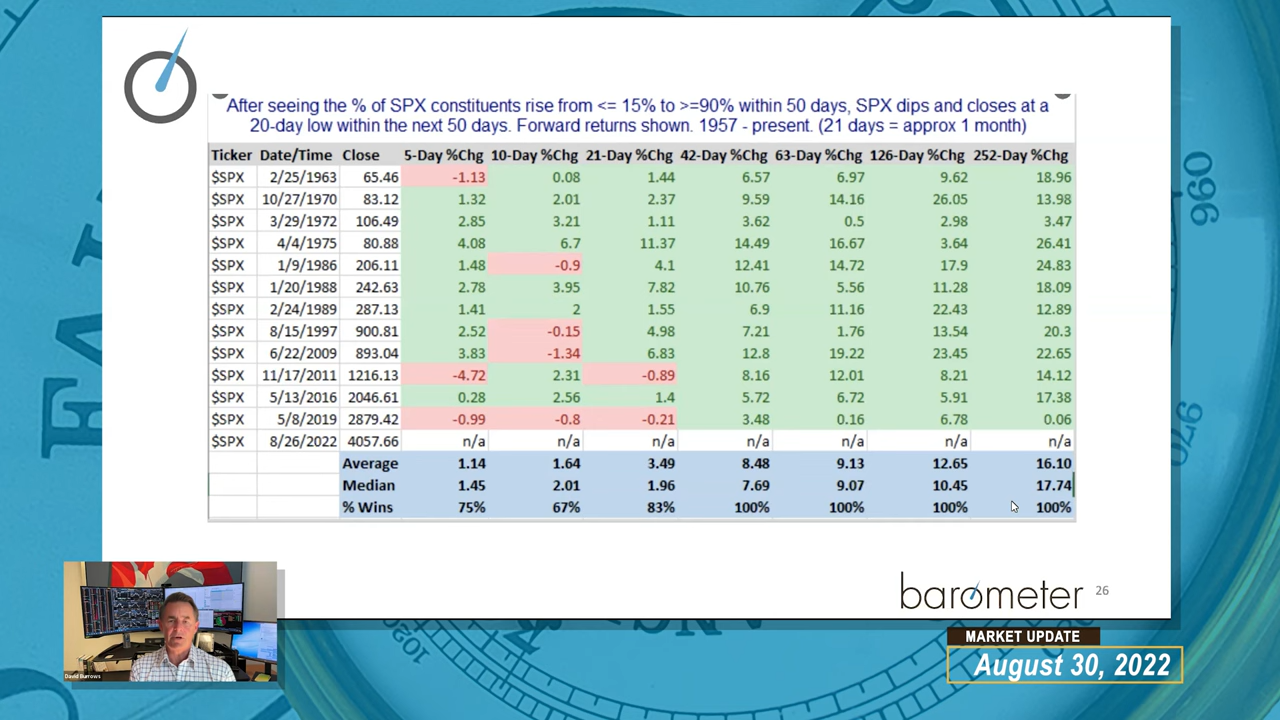 After seeing the % of SPX constituents rise from <= 15% to >=90% within 50 days, SPX dips and closes at a
20-day low within the next 50 days. Forward returns shown. 1957 - present. (21 days = approx 1 month)
Ticker Date/Time Close 5-Day %Chg 10-Day %Chg 21-Day %Chg 42-Day %Chg 63-Day %Chg 126-Day %Chg 252-Day %Chg
$SPX 2/25/1963 65.46 -1.13 0.08 1.44 6.57 6.97 9.62 18.96
$SPX 10/27/1970 83.12 1.32 2.01 2.37 9.59 14.16 26.05 13.98
$SPX 3/29/1972 106.49 2.85 3.21 1.11 3.62 0.5 2.98 3.47
$SPX 4/4/1975 80.88 4.08 6.7 11.37 14.49 16.67 3.64 26.41
$SPX 1/9/1986 206.11 1.48 -0.9 4.1 12.41 14.72 17.9 24.83
$SPX 1/20/1988 242.63 2.78 3.95 7.82 10.76 5.56 11.28 18.09
$SPX 2/24/1989 287.13 1.41 2 1.55 6.9 11.16 22.43 12.89
$SPX 8/15/1997 900.81 2.52 -0.15 4.98 7.21 1.76 13.54 20.3
$SPX 6/22/2009 893.04 3.83 -1.34 6.83 12.8 19.22 23.45 22.65
$SPX 11/17/2011 1216.13 -4.72 2.31 -0.89 8.16 12.01 8.21 14.12
$SPX 5/13/2016 2046.61 0.28 2.56 1.4 5.72 6.72 5.91 17.38
$SPX 5/8/2019 2879.42 -0.99 -0.8 -0.21 3.48 0.16 6.78 0.06
$SPX 8/26/2022 4057.66 n/a n/a n/a n/a n/a n/a n/a
Average 1.14 1.64 3.49 8.48 9.13 12.65 16.10
Median 1.45 2.01 1.96 7.69 9.07 10.45 17.74
% Wins 75% 67% 83% 100% 100% 100% 100%
barometer 26
MARKET UPDATE
August 30, 2022
David Burrows
090
970
1020